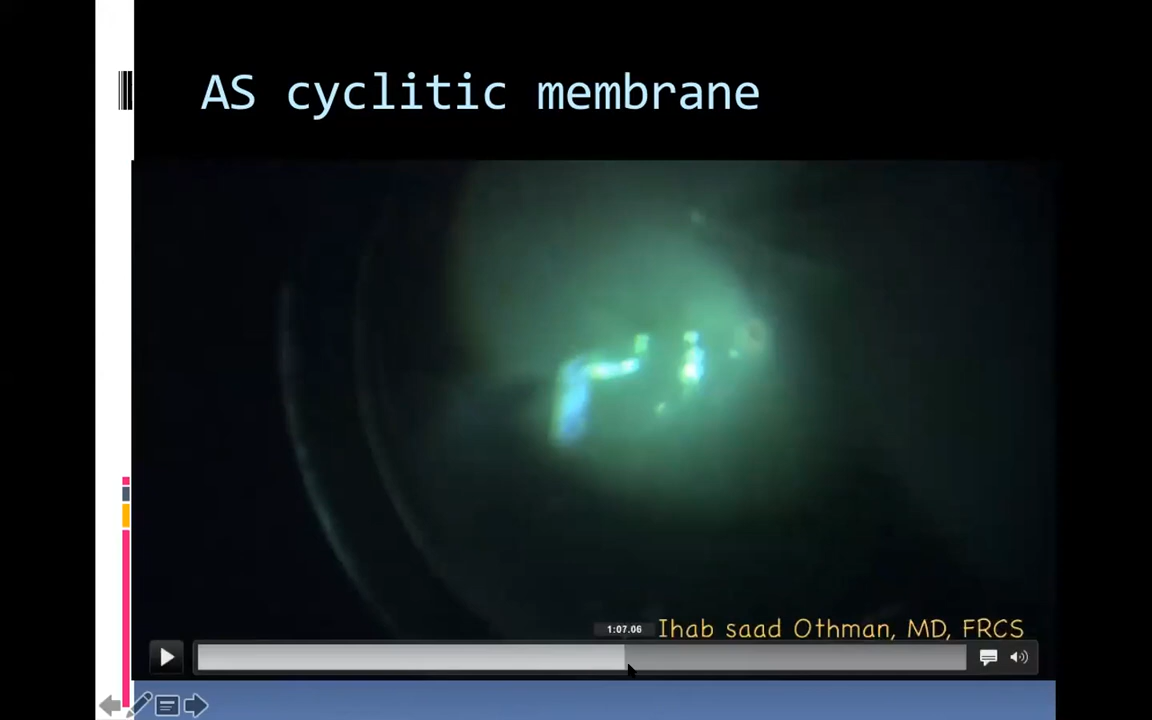 AS cyclitic membrane
1:07.06
Ihab saad Othman, MD, FRCS